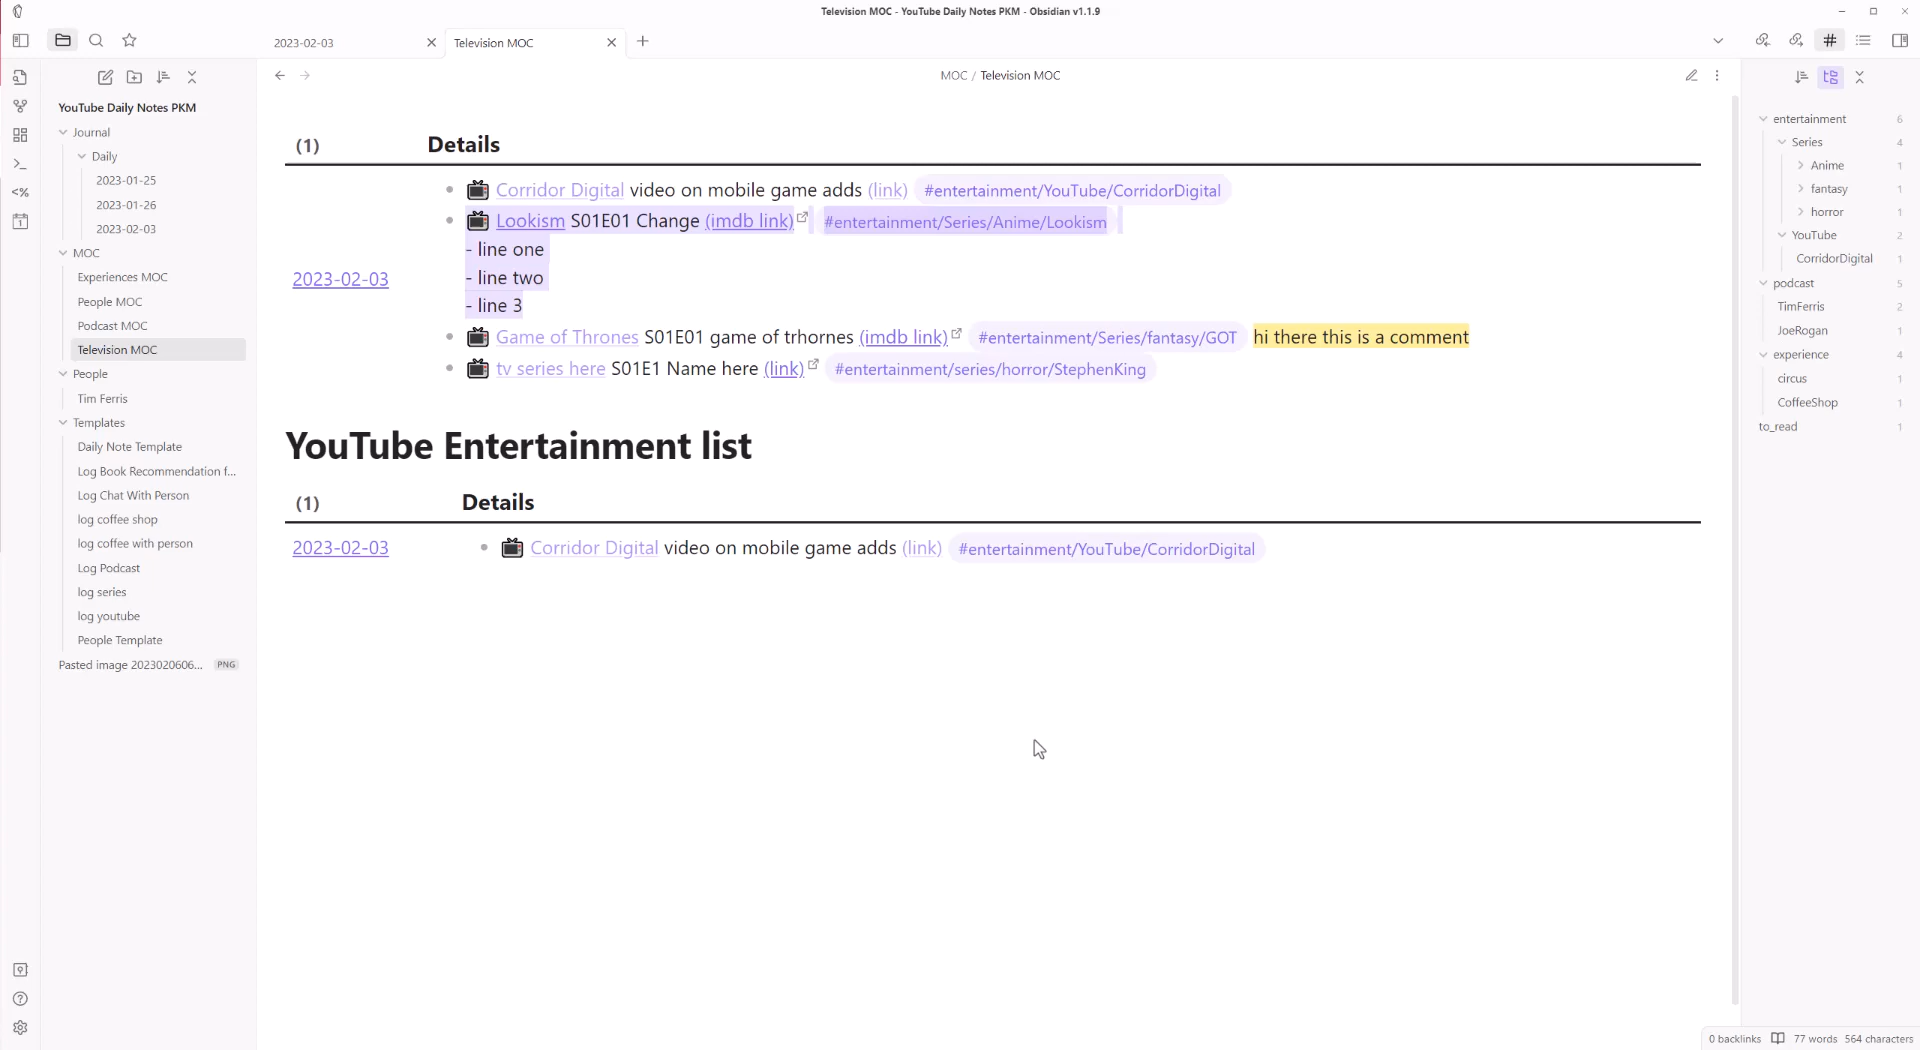 Television MOC - YouTube Daily Notes PKM - Obsidian v1.1.9
2023-02-03
Television MOC
MOC / Television MOC
YouTube Daily Notes PKM
Journal
Daily
2023-01-25
2023-01-26
2023-02-03
MOC
Experiences MOC
People MOC
Podcast MOC
Television MOC
People
Tim Ferris
Templates
Daily Note Template
Log Book Recommendation f...
Log Chat With Person
log coffee shop
log coffee with person
Log Podcast
log series
log youtube
People Template
Pasted image 2023020606... PNG
(1) Details
2023-02-03
Corridor Digital video on mobile game adds (link) #entertainment/YouTube/CorridorDigital
Lookism S01E01 Change (imdb link) #entertainment/Series/Anime/Lookism
- line one
- line two
- line 3
Game of Thrones S01E01 game of trhornes (imdb link) #entertainment/Series/fantasy/GOT hi there this is a comment
tv series here S01E1 Name here (link) #entertainment/series/horror/StephenKing
YouTube Entertainment list
(1) Details
2023-02-03 Corridor Digital video on mobile game adds (link) #entertainment/YouTube/CorridorDigital
entertainment 6
Series 4
Anime 1
fantasy 1
horror 1
YouTube 2
CorridorDigital 1
podcast 5
TimFerris 2
JoeRogan 1
experience 4
circus 1
CoffeeShop 1
to_read 1
0 backlinks 77 words 564 characters